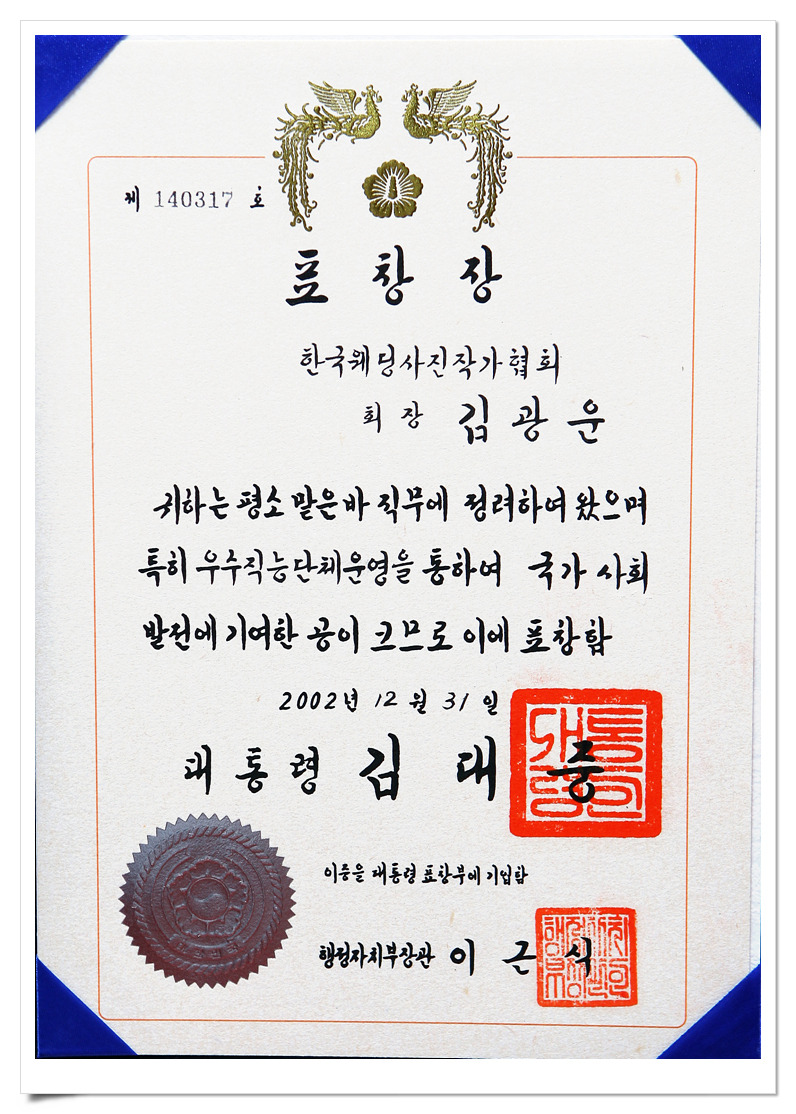 제 140317 호
표 창 장
한국웨딩사진작가협회
회 장 김 광 운
귀하는 평소 맡은바 직무에 정려하여 왔으며
특히 우수직능단체운영을 통하여 국가 사회
발전에 기여한 공이 크므로 이에 표창함
2002년 12월 31일
대 통 령 김 대 중
이증을 대통령 표창부에 기입함
행정자치부장관 이 근 식